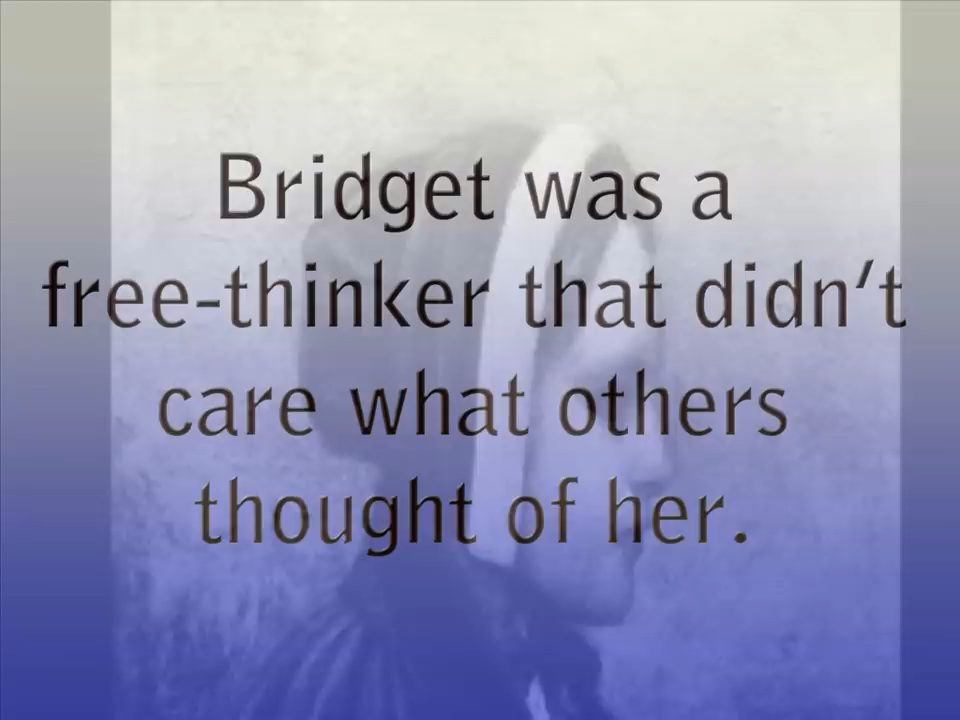 Bridget was a
free-thinker that didn't
care what others
thought of her.